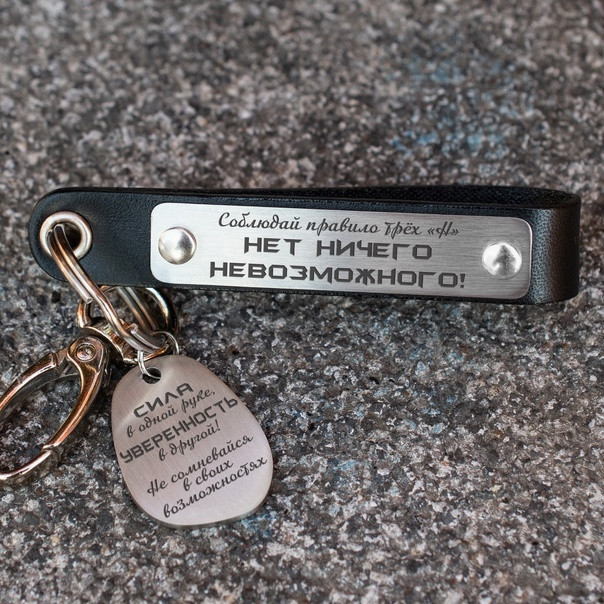 Соблюдай правило трёх «Н»
НЕТ НИЧЕГО
НЕВОЗМОЖНОГО!
СИЛА
в одной руке,
УВЕРЕННОСТЬ
в другой!
Не сомневайся
в своих
возможностях